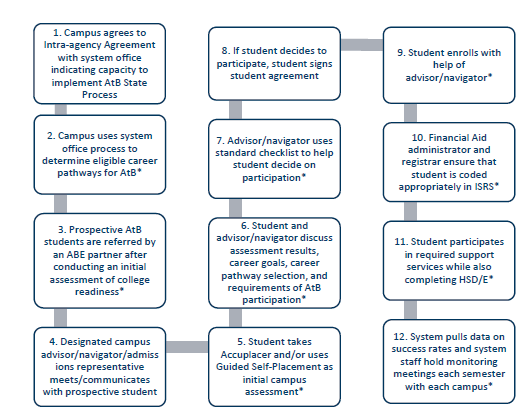 1. Campus agrees to
Intra-agency Agreement
with system office
indicating capacity to
implement AtB State
Process
2. Campus uses system
office process to
determine eligible career
pathways for AtB*
3. Prospective AtB
students are referred by
an ABE partner after
conducting an initial
assessment of college
readiness*
4. Designated campus
advisor/navigator/admiss
ions representative
meets/communicates
with prospective student
5. Student takes
Accuplacer and/or uses
Guided Self-Placement as
initial campus
assessment*
6. Student and
advisor/navigator discuss
assessment results,
career goals, career
pathway selection, and
requirements of AtB
participation*
7. Advisor/navigator uses
standard checklist to help
student decide on
participation*
8. If student decides to
participate, student signs
student agreement
9. Student enrolls with
help of
advisor/navigator*
10. Financial Aid
administrator and
registrar ensure that
student is coded
appropriately in ISRS*
11. Student participates
in required support
services while also
completing HSD/E*
12. System pulls data on
success rates and system
staff hold monitoring
meetings each semester
with each campus*